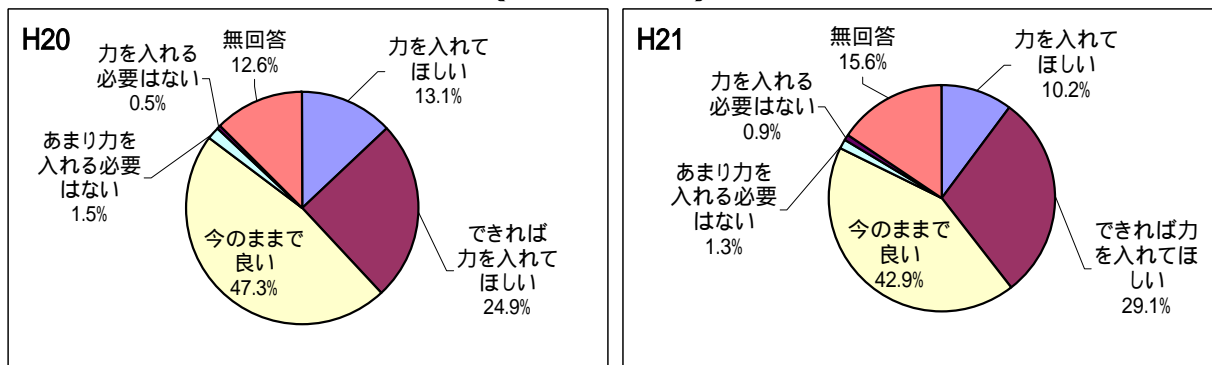 H20
無回答
12.6%
力を入れて
ほしい
13.1%
力を入れる
必要はない
0.5%
あまり力を
入れる必要
はない
1.5%
今のままで
良い
47.3%
できれば
力を入れて
ほしい
24.9%
H21
無回答
15.6%
力を入れて
ほしい
10.2%
力を入れる
必要はない
0.9%
あまり力を
入れる必要
はない
1.3%
今のままで
良い
42.9%
できれば力
を入れてほ
しい
29.1%